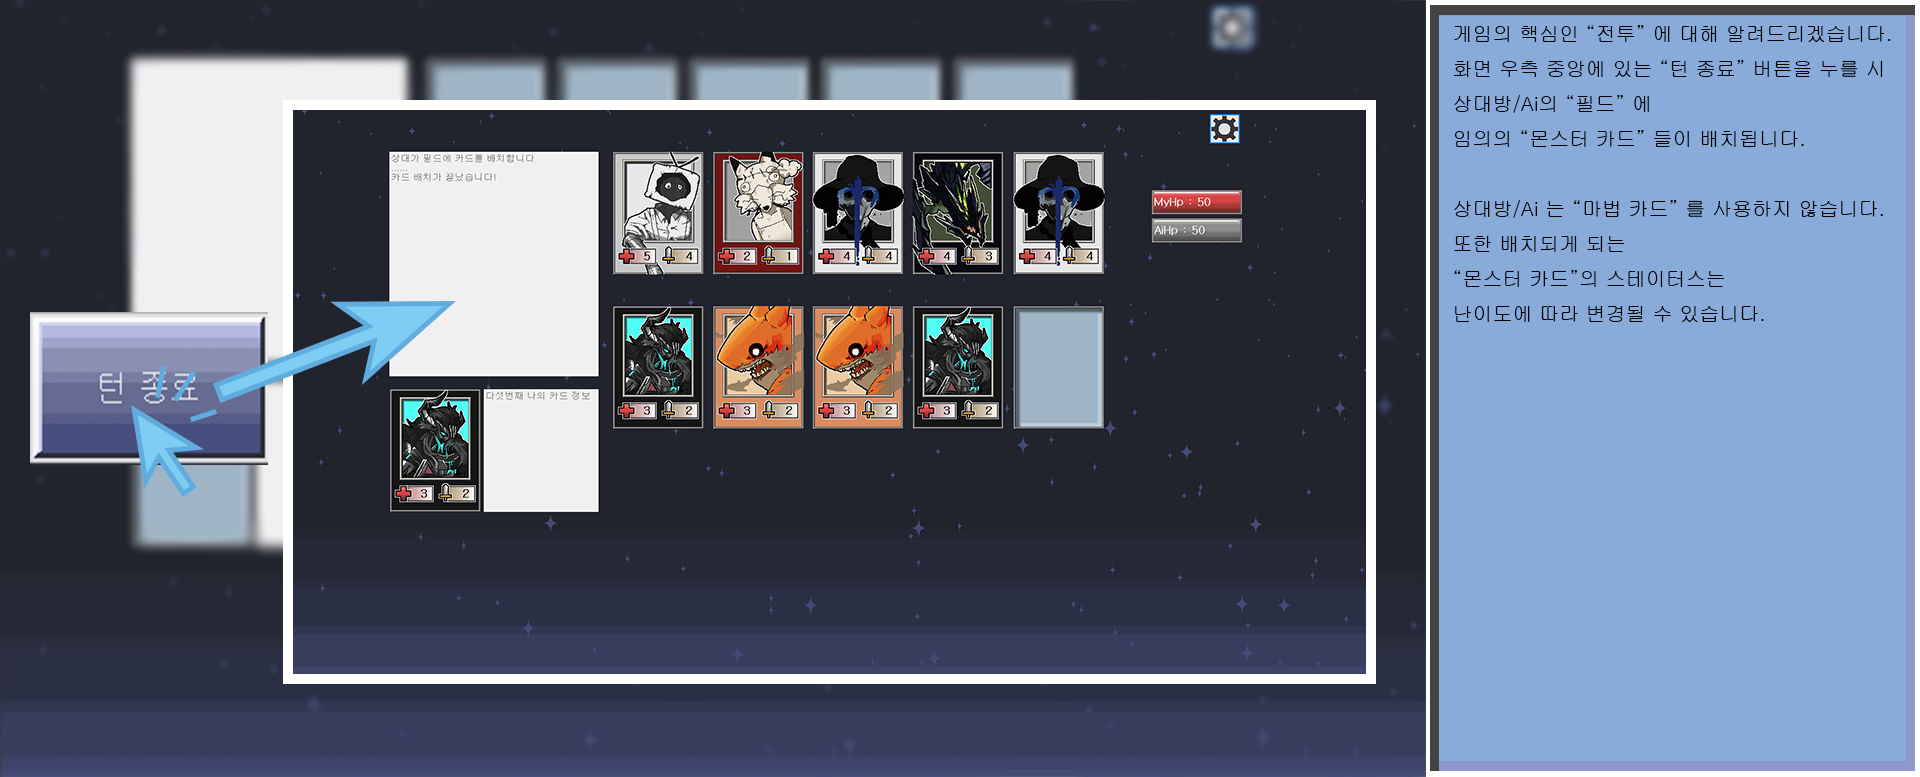 턴 종료
상대가 필드에 카드를 배치합니다
......
카드 배치가 끝났습니다!
5 4
2 1
4 4
4 3
4 4
MyHp : 50
AiHp : 50
3 2
3 2
3 2
3 2
3 2
다섯번째 나의 카드 정보
게임의 핵심인 “전투” 에 대해 알려드리겠습니다.
화면 우측 중앙에 있는 “턴 종료” 버튼을 누를 시
상대방/Ai의 “필드” 에
임의의 “몬스터 카드” 들이 배치됩니다.
상대방/Ai 는 “마법 카드” 를 사용하지 않습니다.
또한 배치되게 되는
“몬스터 카드”의 스테이터스는
난이도에 따라 변경될 수 있습니다.